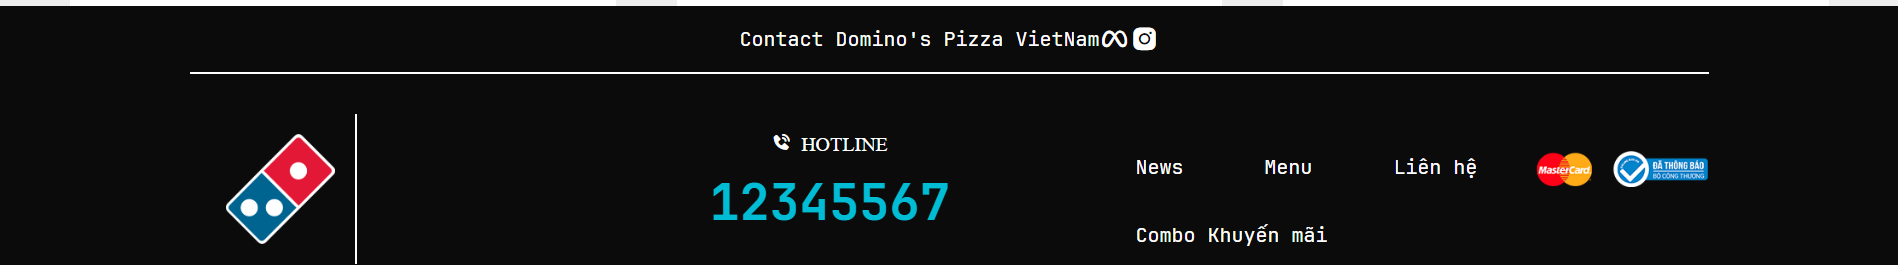 Contact Domino's Pizza VietNam
HOTLINE
12345567
News Menu Liên hệ
Combo Khuyến mãi
MasterCard
ĐÃ THÔNG BÁO
BỘ CÔNG THƯƠNG